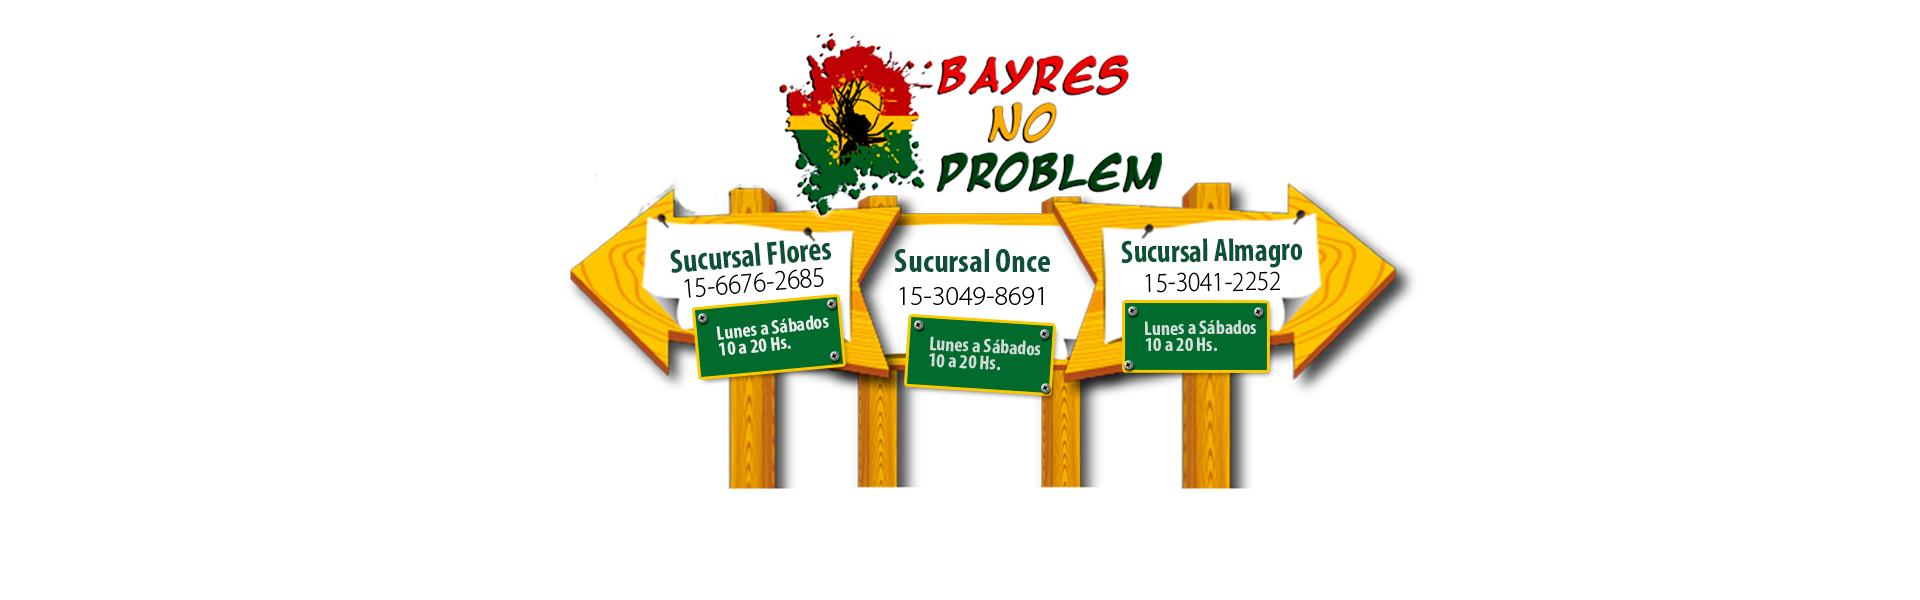 BAYRES
NO
PROBLEM
Sucursal Flores
15-6676-2685
Lunes a Sábados
10 a 20 Hs.
Sucursal Once
15-3049-8691
Lunes a Sábados
10 a 20 Hs.
Sucursal Almagro
15-3041-2252
Lunes a Sábados
10 a 20 Hs.